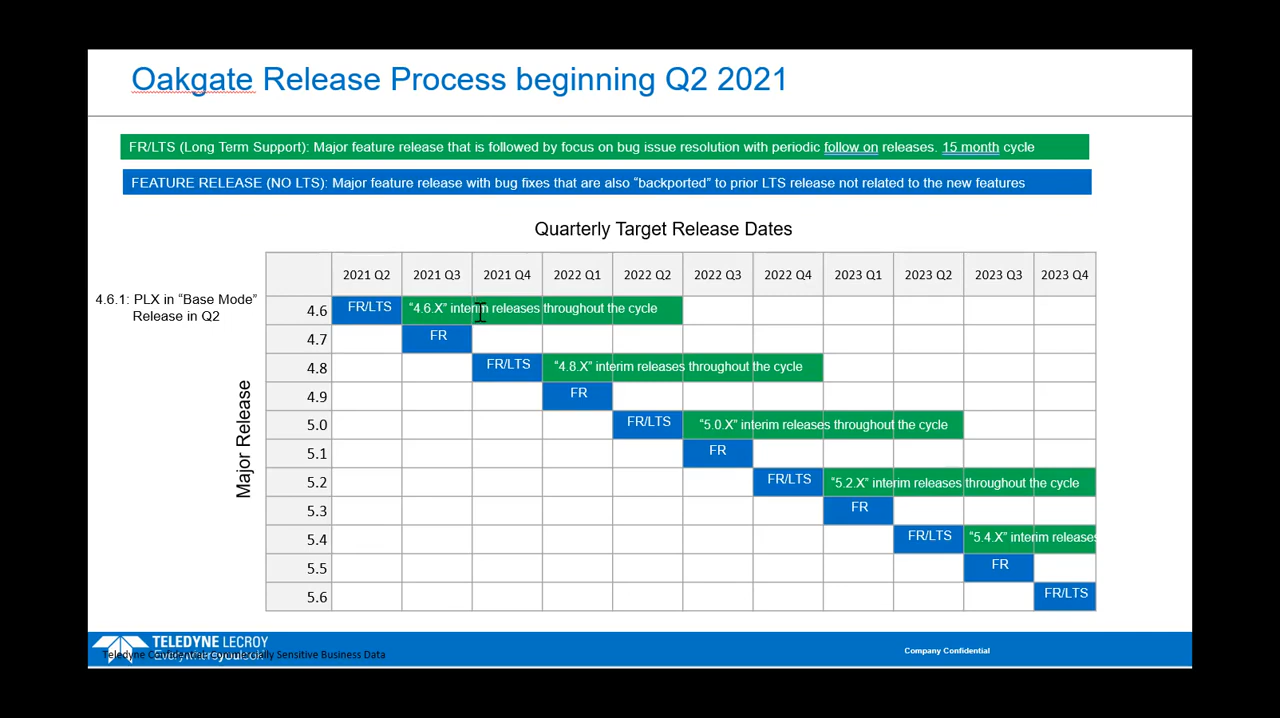 Oakgate Release Process beginning Q2 2021
FR/LTS (Long Term Support): Major feature release that is followed by focus on bug issue resolution with periodic follow on releases. 15 month cycle
FEATURE RELEASE (NO LTS): Major feature release with bug fixes that are also “backported” to prior LTS release not related to the new features
Quarterly Target Release Dates
2021 Q2 2021 Q3 2021 Q4 2022 Q1 2022 Q2 2022 Q3 2022 Q4 2023 Q1 2023 Q2 2023 Q3 2023 Q4
4.6.1: PLX in “Base Mode”
Release in Q2
Major Release
4.6 FR/LTS “4.6.X” interim releases throughout the cycle
4.7 FR
4.8 FR/LTS “4.8.X” interim releases throughout the cycle
4.9 FR
5.0 FR/LTS “5.0.X” interim releases throughout the cycle
5.1 FR
5.2 FR/LTS “5.2.X” interim releases throughout the cycle
5.3 FR
5.4 FR/LTS “5.4.X” interim releases
5.5 FR
5.6 FR/LTS
TELEDYNE LECROY
Everywhereyoulook
Teledyne Confidential; Commercially Sensitive Business Data
Company Confidential